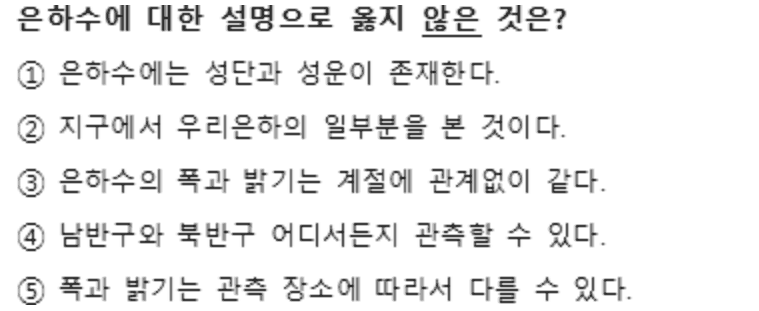 은하수에 대한 설명으로 옳지 않은 것은?
① 은하수에는 성단과 성운이 존재한다.
② 지구에서 우리은하의 일부분을 본 것이다.
③ 은하수의 폭과 밝기는 계절에 관계없이 같다.
④ 남반구와 북반구 어디서든지 관측할 수 있다.
⑤ 폭과 밝기는 관측 장소에 따라서 다를 수 있다.